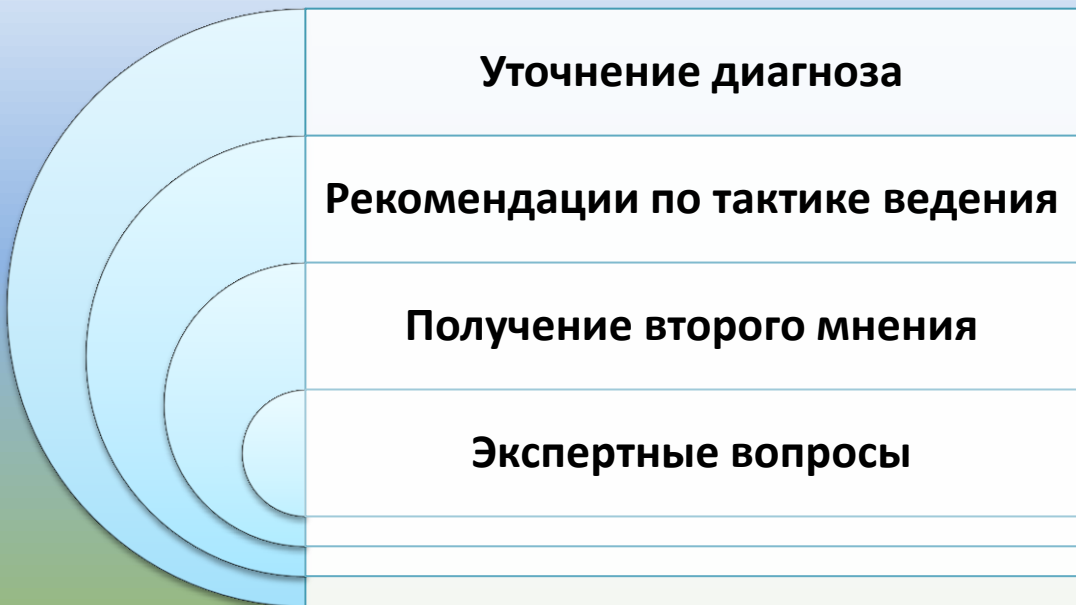 Уточнение диагноза
Рекомендации по тактике ведения
Получение второго мнения
Экспертные вопросы